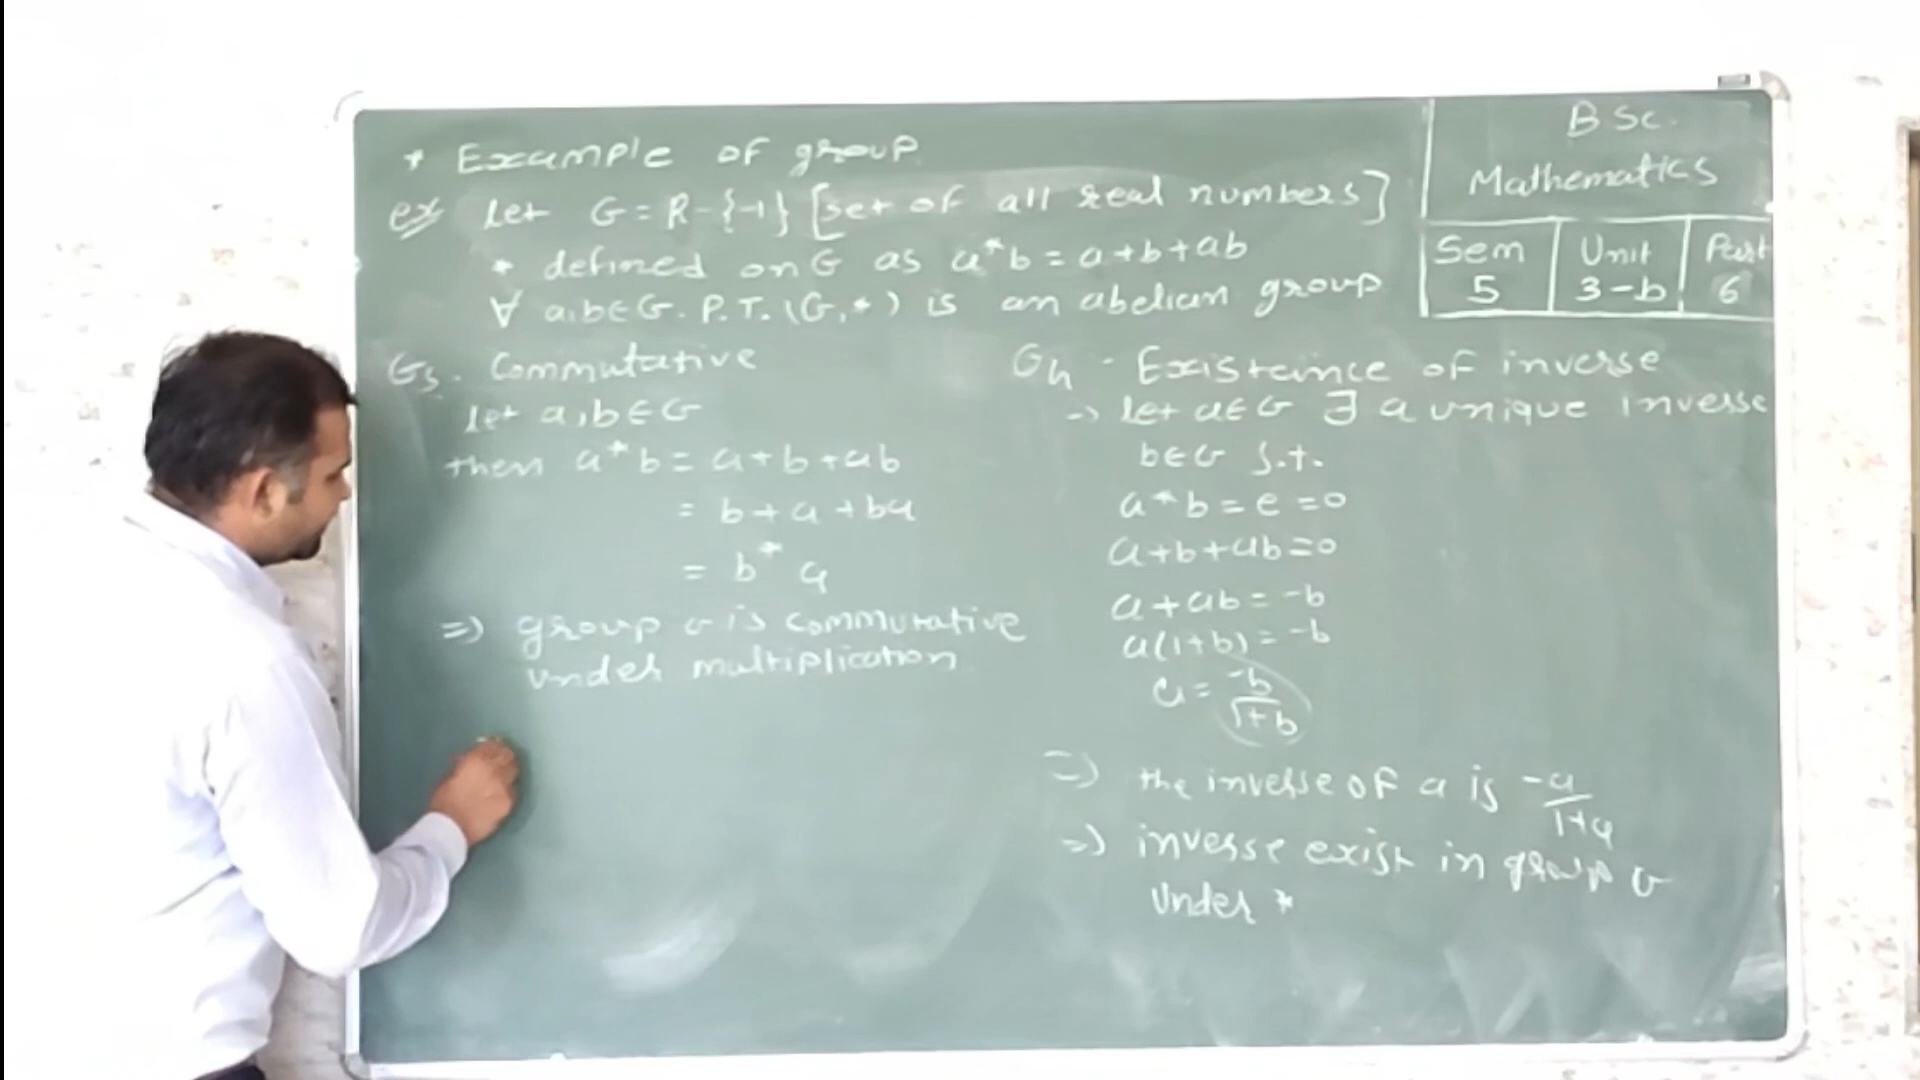 * Example of group
ex Let G = R-{-1} [set of all real numbers]
* defined on G as a*b = a+b+ab
∀ a,b∈G. P.T. (G,*) is an abelian group
BSc.
Mathematics
Sem 5
Unit 3-b
Part 6
G5. Commutative
let a,b∈G
then a*b = a+b+ab
= b+a+ba
= b*a
=) group G is commutative
under multiplication
G4 - Existaince of inverse
-> let a∈G ∃ a unique inverse
b∈G S.t.
a*b = e = 0
a+b+ab=0
a+ab = -b
a(1+b) = -b
a = -b/1+b
=) the inverse of a is -a/1+a
=) inverse exist in group G
under *